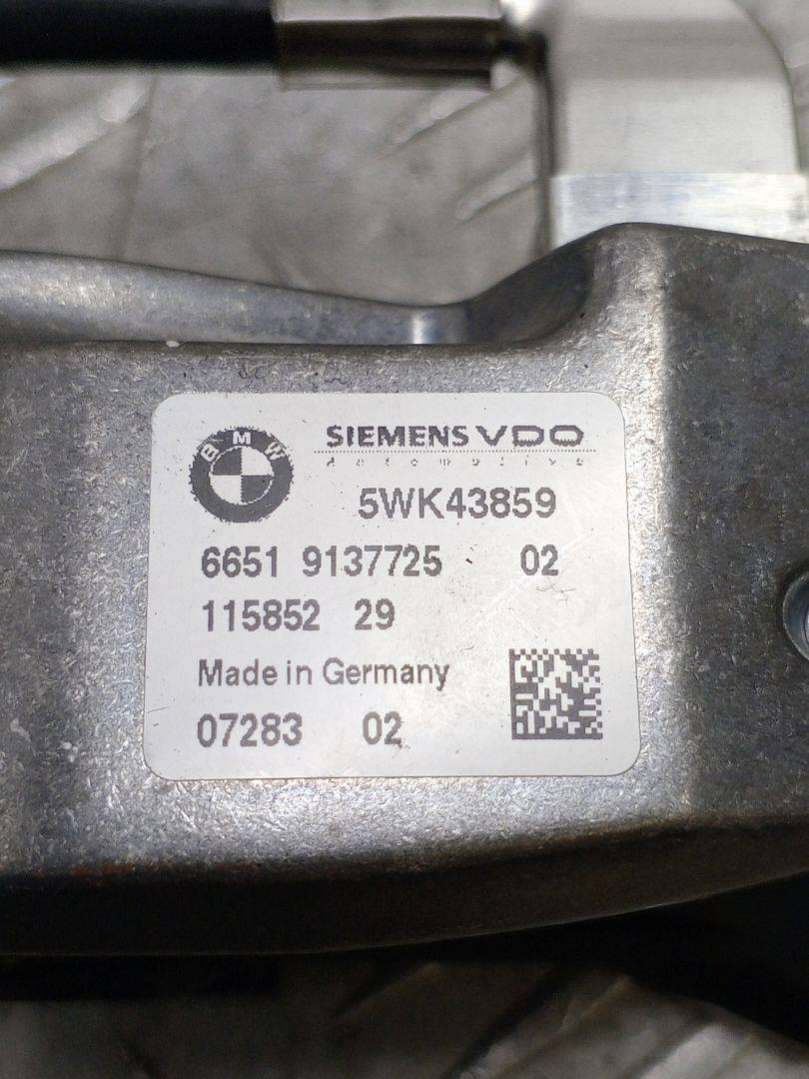 BMW
SIEMENS VDO
Automotive
5WK43859
6651 9137725 02
115852 29
Made in Germany
07283 02